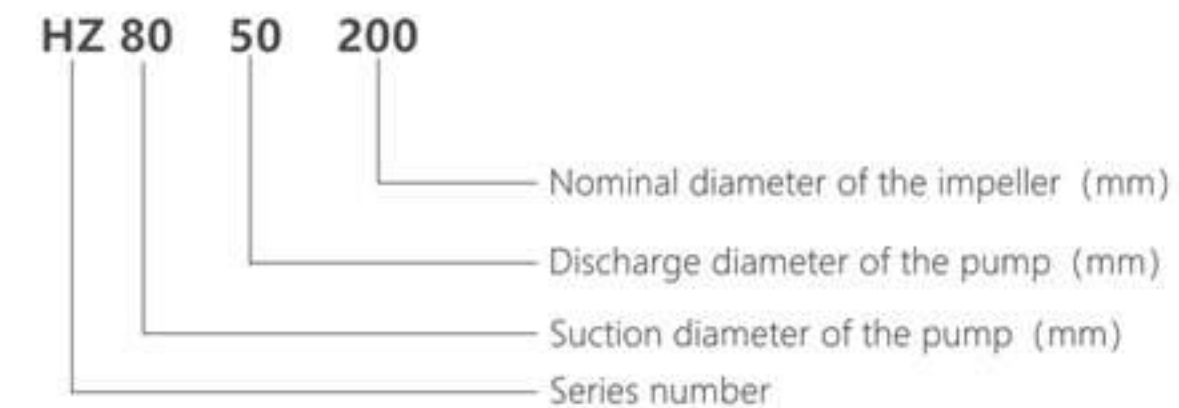 HZ 80 50 200
Nominal diameter of the impeller (mm)
Discharge diameter of the pump (mm)
Suction diameter of the pump (mm)
Series number